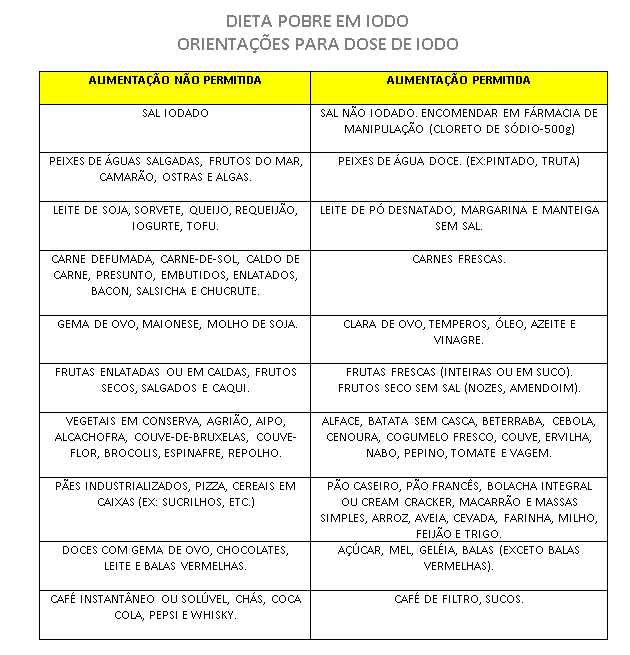 DIETA POBRE EM IODO
ORIENTAÇÕES PARA DOSE DE IODO
ALIMENTAÇÃO NÃO PERMITIDA
ALIMENTAÇÃO PERMITIDA
SAL IODADO
SAL NÃO IODADO. ENCOMENDAR EM FÁRMACIA DE
MANIPULAÇÃO (CLORETO DE SÓDIO-500g)
PEIXES DE ÁGUAS SALGADAS, FRUTOS DO MAR,
CAMARÃO, OSTRAS E ALGAS.
PEIXES DE ÁGUA DOCE. (EX:PINTADO, TRUTA)
LEITE DE SOJA, SORVETE, QUEIJO, REQUEIJÃO,
IOGURTE, TOFU.
LEITE DE PÓ DESNATADO, MARGARINA E MANTEIGA
SEM SAL.
CARNE DEFUMADA, CARNE-DE-SOL, CALDO DE
CARNE, PRESUNTO, EMBUTIDOS, ENLATADOS,
BACON, SALSICHA E CHUCRUTE.
CARNES FRESCAS.
GEMA DE OVO, MAIONESE, MOLHO DE SOJA.
CLARA DE OVO, TEMPEROS, ÓLEO, AZEITE E
VINAGRE.
FRUTAS ENLATADAS OU EM CALDAS, FRUTOS
SECOS, SALGADOS E CAQUI.
FRUTAS FRESCAS (INTEIRAS OU EM SUCO).
FRUTOS SECO SEM SAL (NOZES, AMENDOIM).
VEGETAIS EM CONSERVA, AGRIÃO, AIPO,
ALCACHOFRA, COUVE-DE-BRUXELAS, COUVE-
FLOR, BROCOLIS, ESPINAFRE, REPOLHO.
ALFACE, BATATA SEM CASCA, BETERRABA, CEBOLA,
CENOURA, COGUMELO FRESCO, COUVE, ERVILHA,
NABO, PEPINO, TOMATE E VAGEM.
PÃES INDUSTRIALIZADOS, PIZZA, CEREAIS EM
CAIXAS (EX: SUCRILHOS, ETC.)
PÃO CASEIRO, PÃO FRANCÊS, BOLACHA INTEGRAL
OU CREAM CRACKER, MACARRÃO E MASSAS
SIMPLES, ARROZ, AVEIA, CEVADA, FARINHA, MILHO,
FEIJÃO E TRIGO.
DOCES COM GEMA DE OVO, CHOCOLATES,
LEITE E BALAS VERMELHAS.
AÇÚCAR, MEL, GELÉIA, BALAS (EXCETO BALAS
VERMELHAS).
CAFÉ INSTANTÂNEO OU SOLÚVEL, CHÁS, COCA
COLA, PEPSI E WHISKY.
CAFÉ DE FILTRO, SUCOS.